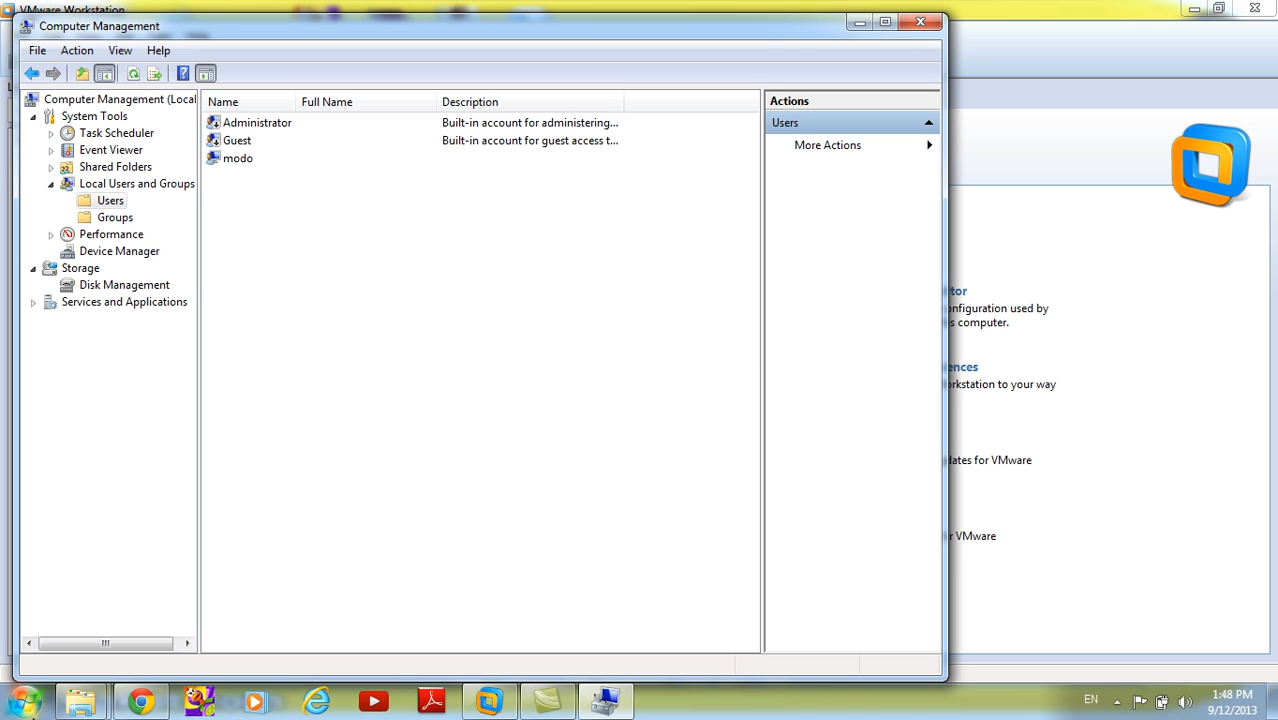 VMware Workstation
Computer Management
File Action View Help
Computer Management (Local
System Tools
Task Scheduler
Event Viewer
Shared Folders
Local Users and Groups
Users
Groups
Performance
Device Manager
Storage
Disk Management
Services and Applications
Name Full Name Description
Administrator Built-in account for administering...
Guest Built-in account for guest access t...
modo
Actions
Users
More Actions
tor
onfiguration used by
s computer.
ences
rkstation to your way
dates for VMware
r VMware
EN
1:48 PM
9/12/2013